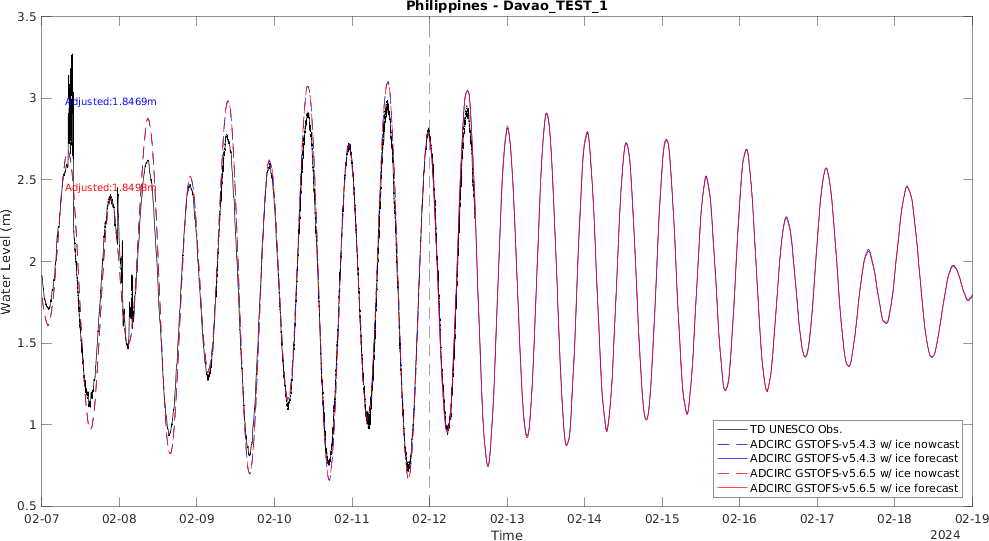 Philippines - Davao_TEST_1
Water Level (m)
3.5
3
2.5
2
1.5
1
0.5
Adjusted:1.8469m
Adjusted:1.8493m
TD UNESCO Obs.
ADCIRC GSTOFS-v5.4.3 w/ ice nowcast
ADCIRC GSTOFS-v5.4.3 w/ ice forecast
ADCIRC GSTOFS-v5.6.5 w/ ice nowcast
ADCIRC GSTOFS-v5.6.5 w/ ice forecast
02-07 02-08 02-09 02-10 02-11 02-12 02-13 02-14 02-15 02-16 02-17 02-18 02-19
Time
2024